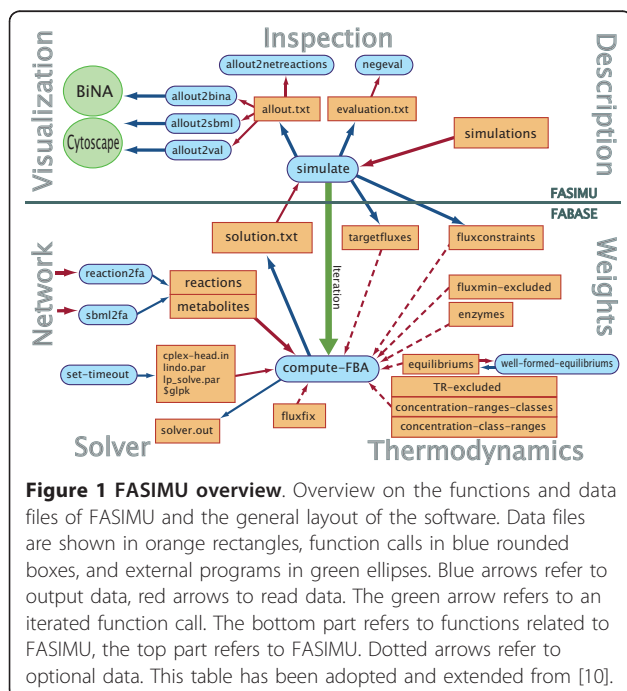 Inspection
Visualization
Description
allout2netreactions
negeval
BiNA
allout2bina
allout.txt
evaluation.txt
allout2sbml
simulations
Cytoscape
allout2val
simulate
FASIMU
FABASE
solution.txt
targetfluxes
fluxconstraints
Iteration
Network
Weights
reaction2fa
reactions
metabolites
sbml2fa
fluxmin-excluded
enzymes
cplex-head.in
lindo.par
lp_solve.par
$glpk
set-timeout
compute-FBA
equilibriums
well-formed-equilibriums
TR-excluded
concentration-ranges-classes
concentration-class-ranges
fluxfix
solver.out
Solver
Thermodynamics
Figure 1 FASIMU overview. Overview on the functions and data
files of FASIMU and the general layout of the software. Data files
are shown in orange rectangles, function calls in blue rounded
boxes, and external programs in green ellipses. Blue arrows refer to
output data, red arrows to read data. The green arrow refers to an
iterated function call. The bottom part refers to functions related to
FASIMU, the top part refers to FASIMU. Dotted arrows refer to
optional data. This table has been adopted and extended from [10].